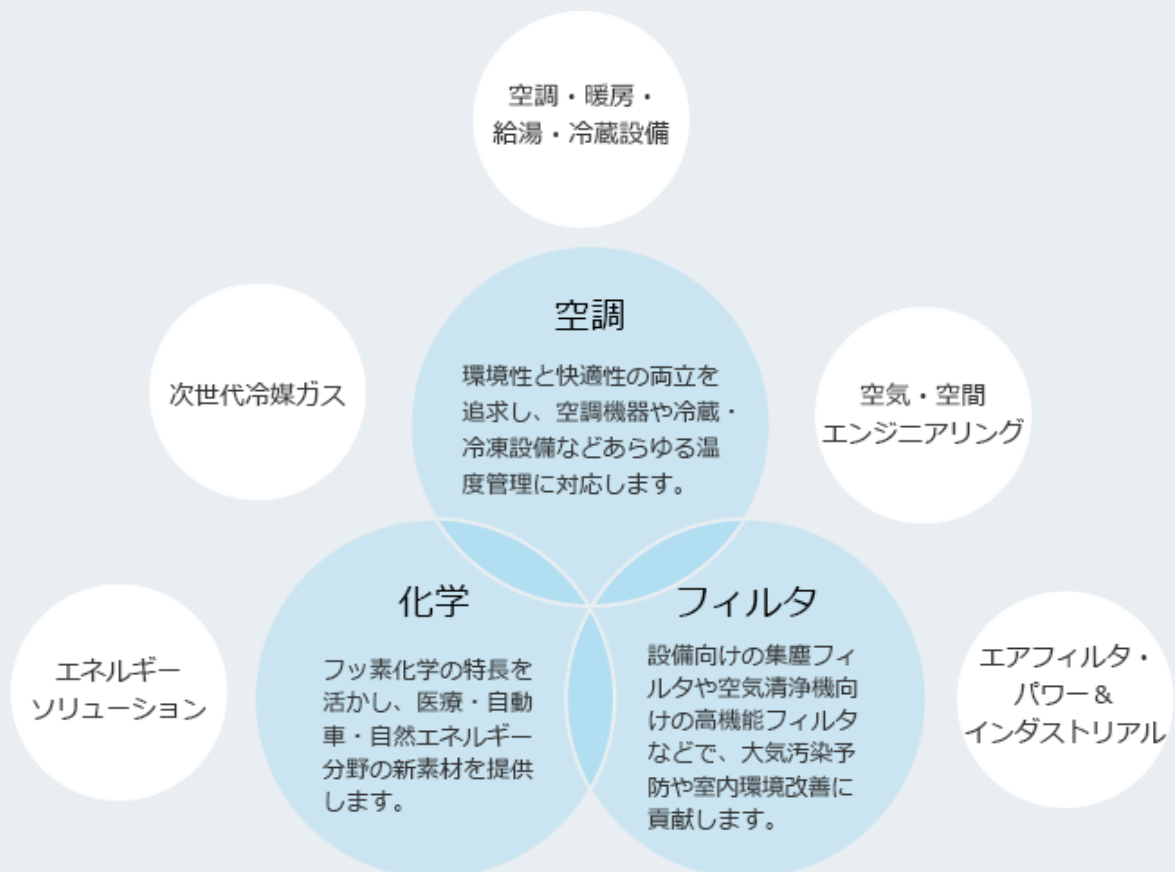 空調・暖房・
給湯・冷蔵設備
空調
環境性と快適性の両立を
追求し、空調機器や冷蔵・
冷凍設備などあらゆる温
度管理に対応します。
次世代冷媒ガス
空気・空間
エンジニアリング
化学
フッ素化学の特長を
活かし、医療・自動
車・自然エネルギー
分野の新素材を提供
します。
フィルタ
設備向けの集塵フィ
ルタや空気清浄機向
けの高機能フィルタ
などで、大気汚染予
防や室内環境改善に
貢献します。
エネルギー
ソリューション
エアフィルタ・
パワー＆
インダストリアル